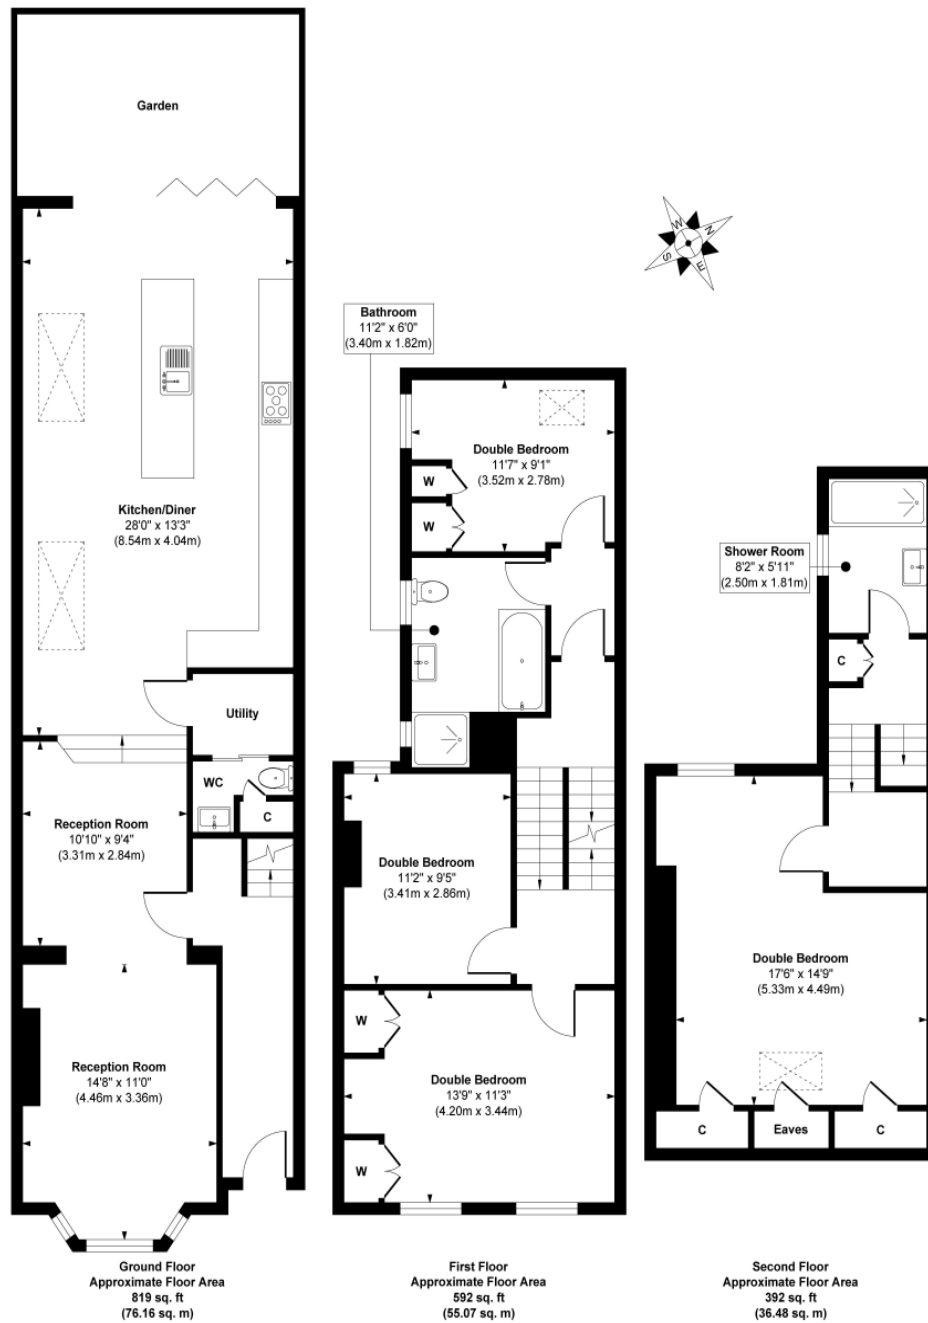 Garden
W
N
S
E
Bathroom
11'2" x 6'0"
(3.40m x 1.82m)
Double Bedroom
11'7" x 9'1"
(3.52m x 2.78m)
W
W
Kitchen/Diner
28'0" x 13'3"
(8.54m x 4.04m)
Shower Room
8'2" x 5'11"
(2.50m x 1.81m)
C
Utility
WC
C
Reception Room
10'10" x 9'4"
(3.31m x 2.84m)
Double Bedroom
11'2" x 9'5"
(3.41m x 2.86m)
Double Bedroom
17'6" x 14'9"
(5.33m x 4.49m)
Reception Room
14'8" x 11'0"
(4.46m x 3.36m)
W
Double Bedroom
13'9" x 11'3"
(4.20m x 3.44m)
W
C
Eaves
C
Ground Floor
Approximate Floor Area
819 sq. ft
(76.16 sq. m)
First Floor
Approximate Floor Area
592 sq. ft
(55.07 sq. m)
Second Floor
Approximate Floor Area
392 sq. ft
(36.48 sq. m)